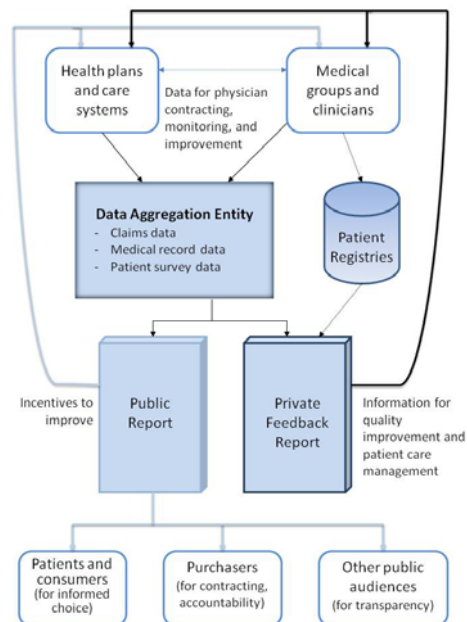 Health plans
and care
systems
Data for physician
contracting,
monitoring, and
improvement
Medical
groups and
clinicians
Data Aggregation Entity
- Claims data
- Medical record data
- Patient survey data
Patient
Registries
Incentives to
improve
Public
Report
Private
Feedback
Report
Information for
quality
improvement and
patient care
management
Patients and
consumers
(for informed
choice)
Purchasers
(for contracting,
accountability)
Other public
audiences
(for transparency)